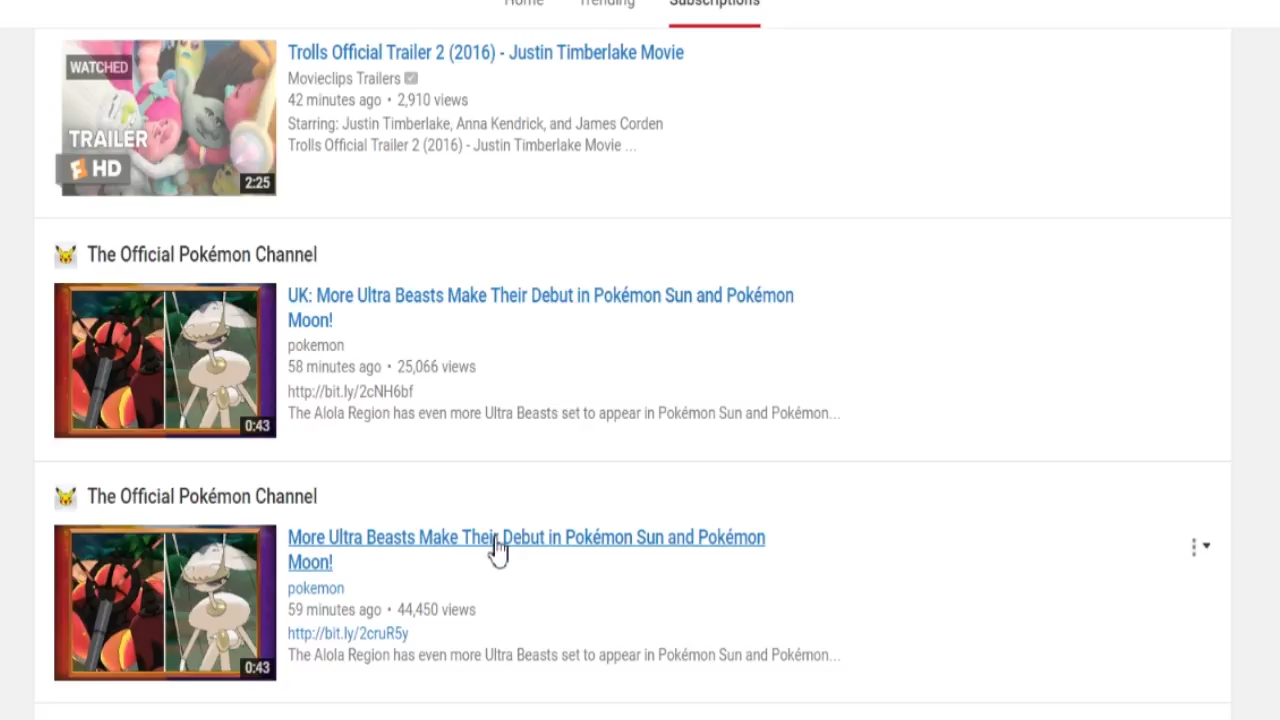 Home Trending Subscriptions
WATCHED
TRAILER
HD
2:25
Trolls Official Trailer 2 (2016) - Justin Timberlake Movie
Movieclips Trailers
42 minutes ago • 2,910 views
Starring: Justin Timberlake, Anna Kendrick, and James Corden
Trolls Official Trailer 2 (2016) - Justin Timberlake Movie ...
The Official Pokémon Channel
0:43
UK: More Ultra Beasts Make Their Debut in Pokémon Sun and Pokémon
Moon!
pokemon
58 minutes ago • 25,066 views
http://bit.ly/2cNH6bf
The Alola Region has even more Ultra Beasts set to appear in Pokémon Sun and Pokémon...
The Official Pokémon Channel
0:43
More Ultra Beasts Make Their Debut in Pokémon Sun and Pokémon
Moon!
pokemon
59 minutes ago • 44,450 views
http://bit.ly/2cruR5y
The Alola Region has even more Ultra Beasts set to appear in Pokémon Sun and Pokémon...